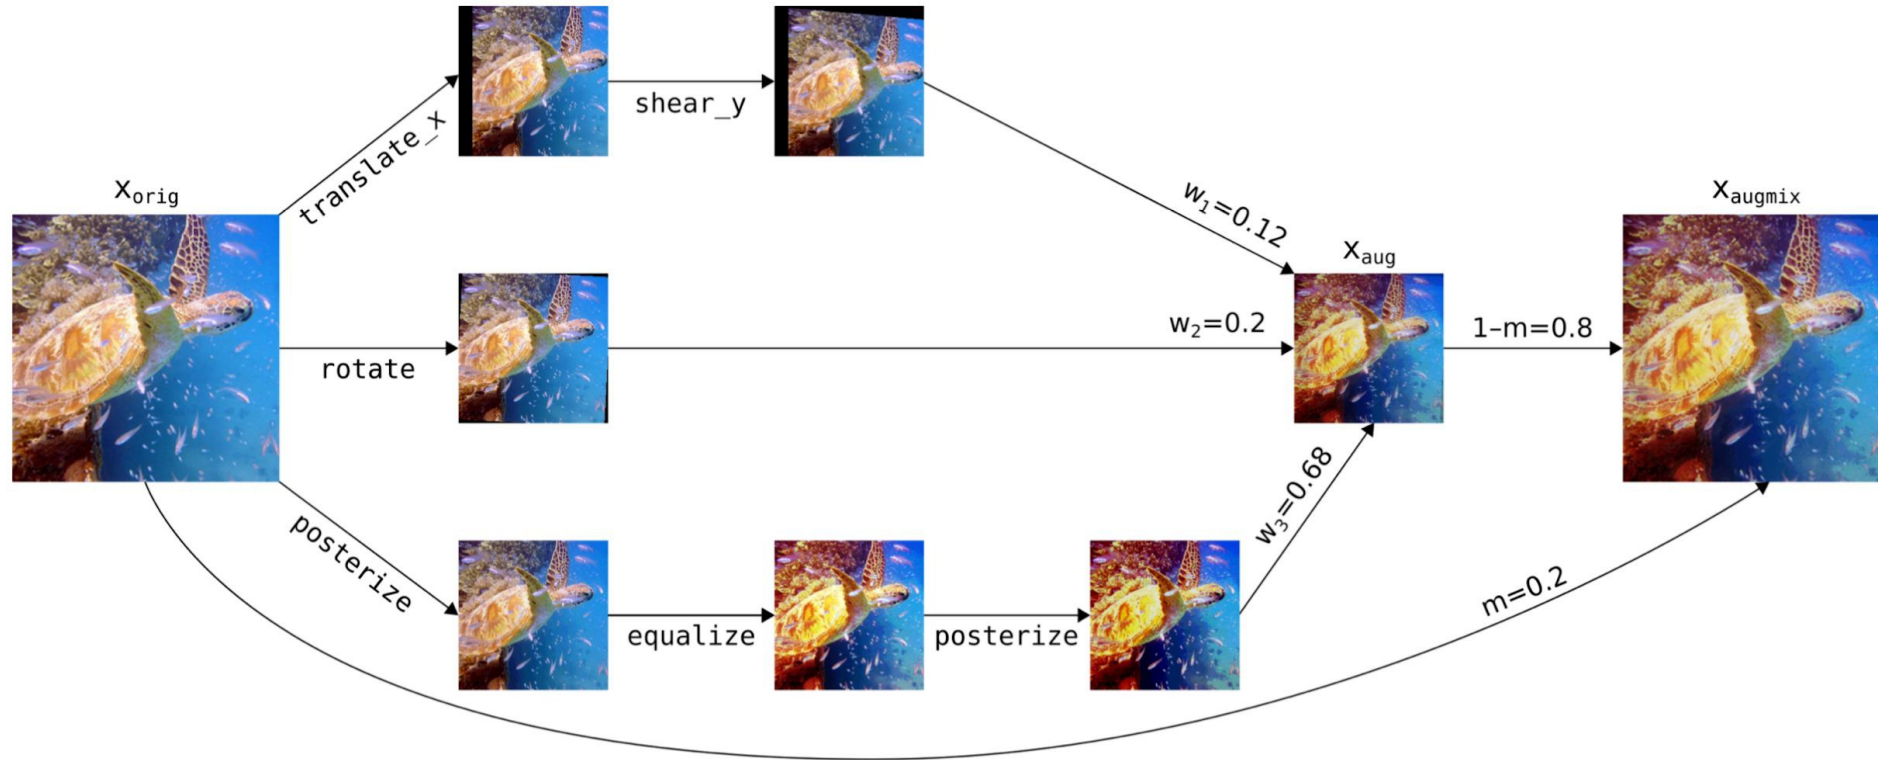 x_orig
translate_x
shear_y
w₁=0.12
rotate
w₂=0.2
posterize
equalize
posterize
w₃=0.68
x_aug
1–m=0.8
m=0.2
x_augmix